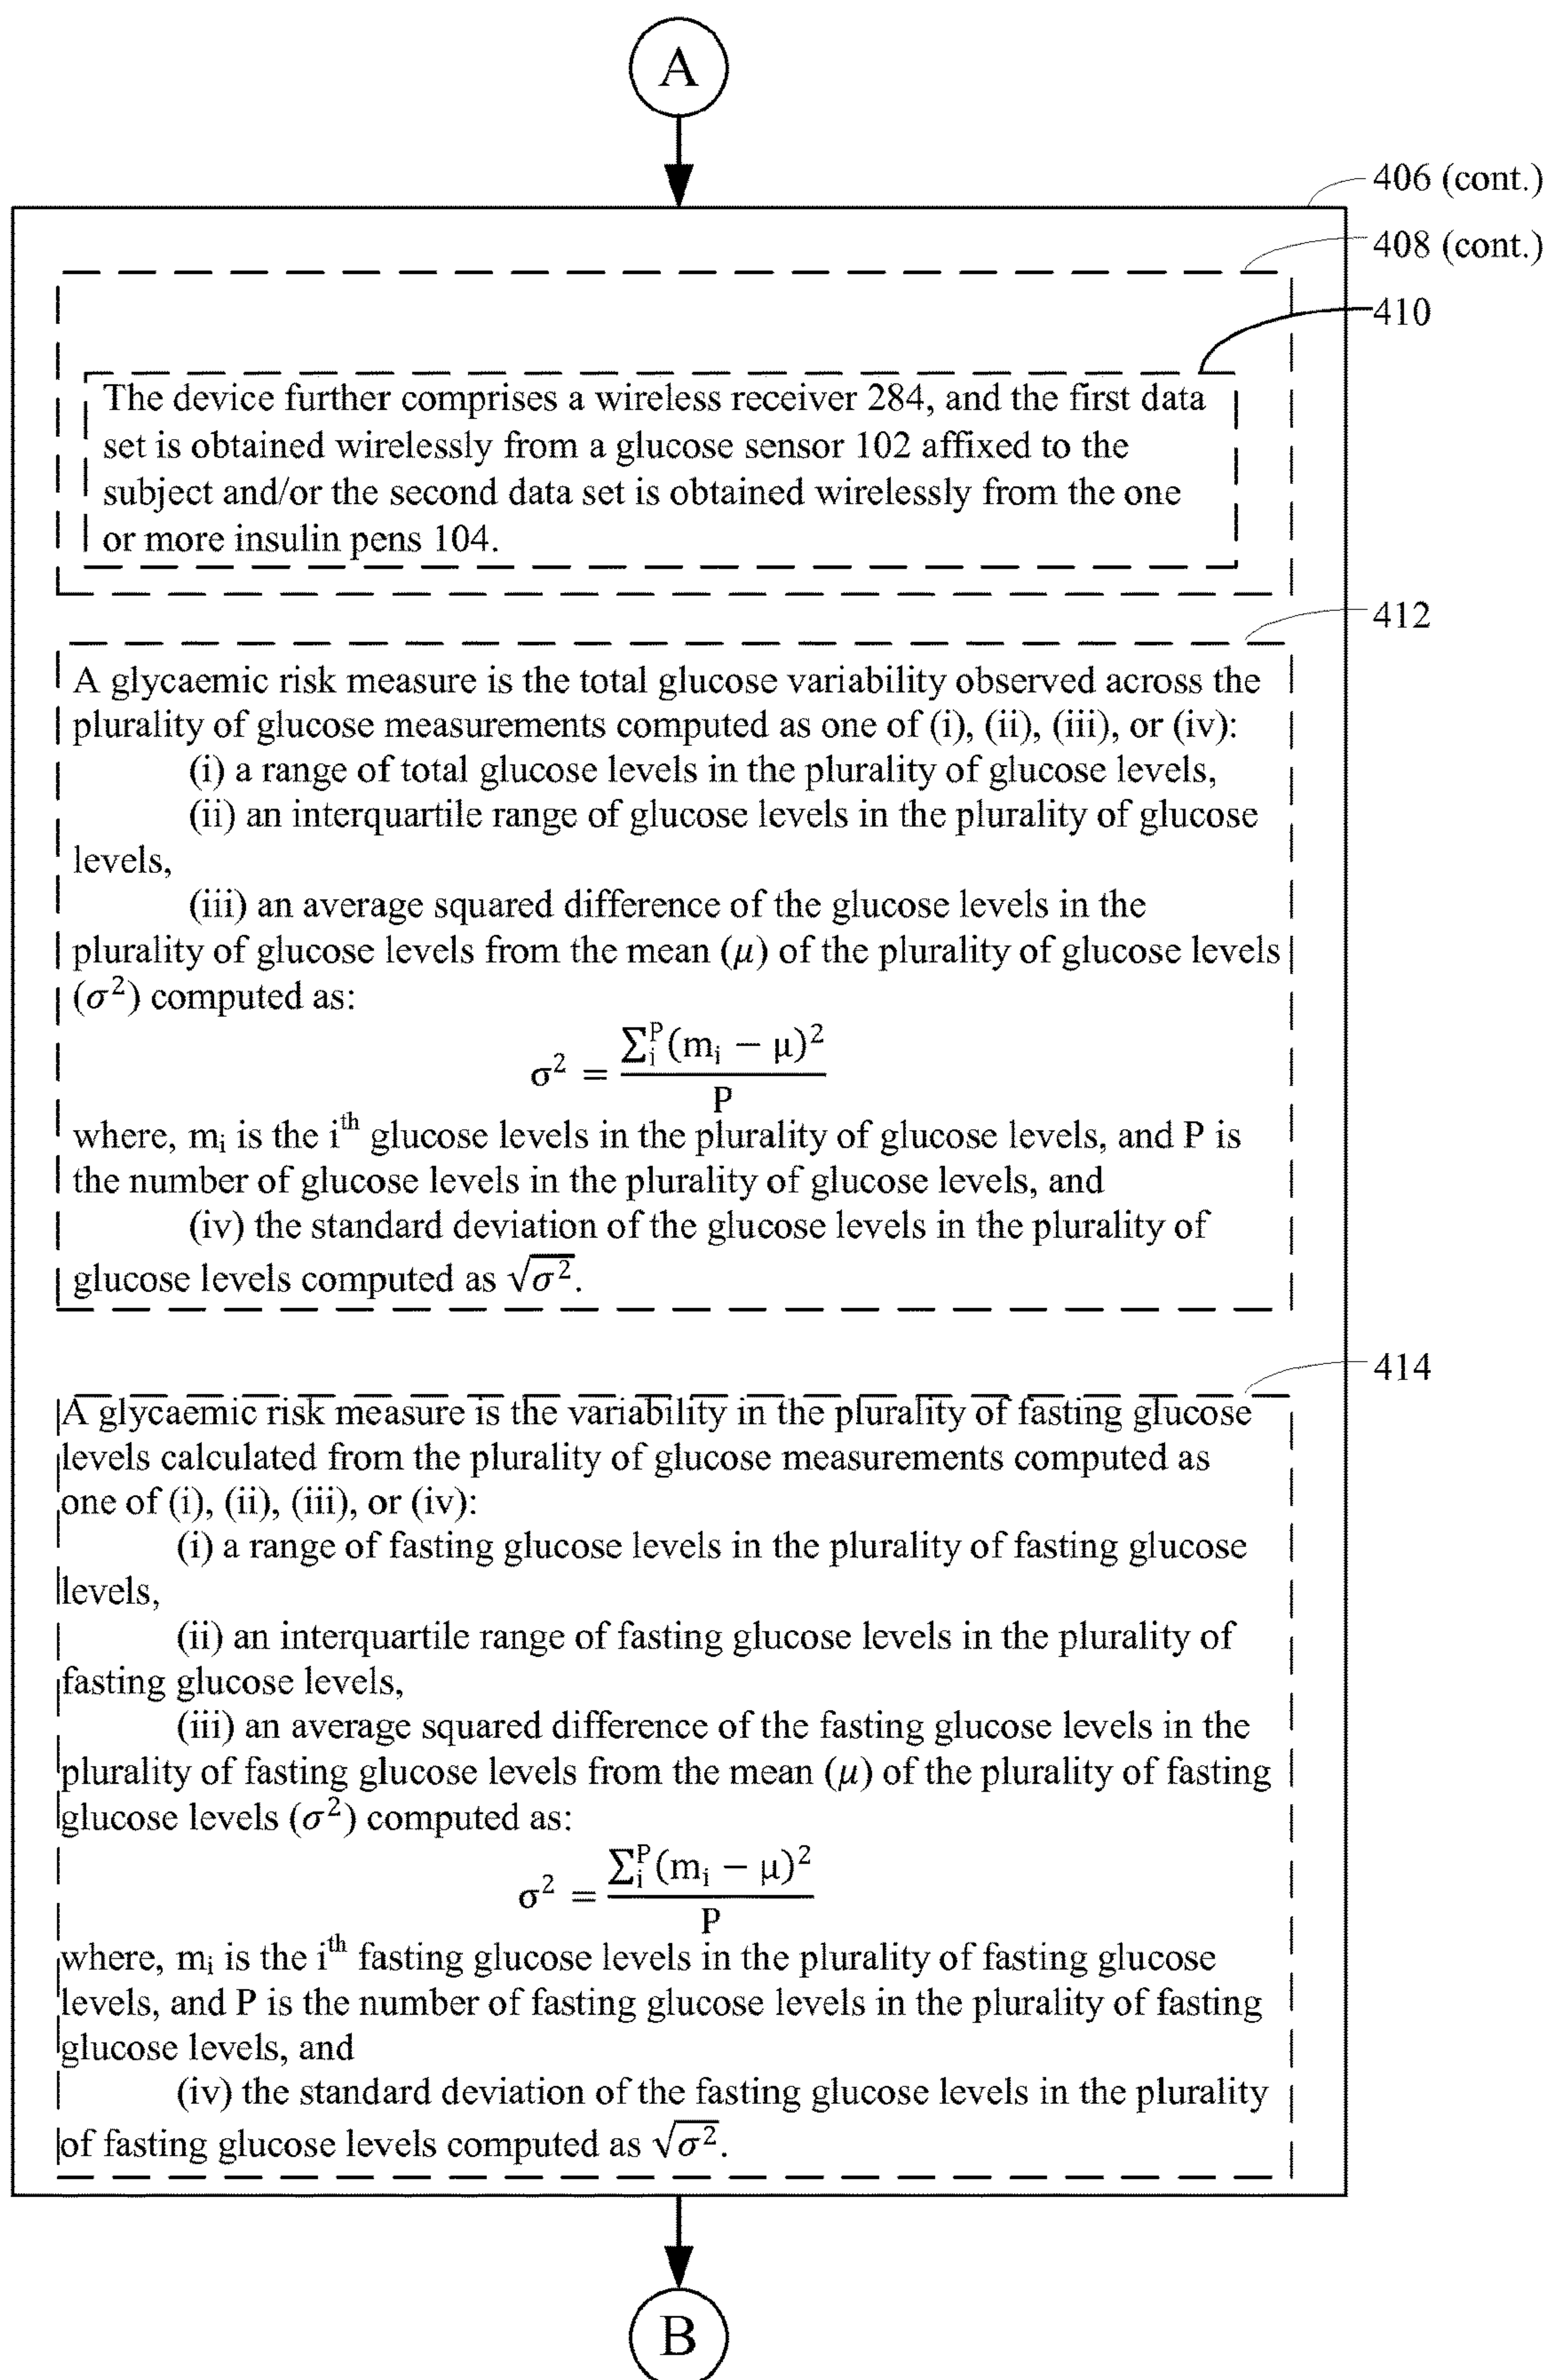 A
406 (cont.)
408 (cont.)
410
The device further comprises a wireless receiver 284, and the first data
set is obtained wirelessly from a glucose sensor 102 affixed to the
subject and/or the second data set is obtained wirelessly from the one
or more insulin pens 104.
412
A glycaemic risk measure is the total glucose variability observed across the
plurality of glucose measurements computed as one of (i), (ii), (iii), or (iv):
(i) a range of total glucose levels in the plurality of glucose levels,
(ii) an interquartile range of glucose levels in the plurality of glucose
levels,
(iii) an average squared difference of the glucose levels in the
plurality of glucose levels from the mean (μ) of the plurality of glucose levels
(σ²) computed as:
σ² = ∑ᵢᴾ(mᵢ − μ)² / P
where, mᵢ is the iᵗʰ glucose levels in the plurality of glucose levels, and P is
the number of glucose levels in the plurality of glucose levels, and
(iv) the standard deviation of the glucose levels in the plurality of
glucose levels computed as √σ².
414
A glycaemic risk measure is the variability in the plurality of fasting glucose
levels calculated from the plurality of glucose measurements computed as
one of (i), (ii), (iii), or (iv):
(i) a range of fasting glucose levels in the plurality of fasting glucose
levels,
(ii) an interquartile range of fasting glucose levels in the plurality of
fasting glucose levels,
(iii) an average squared difference of the fasting glucose levels in the
plurality of fasting glucose levels from the mean (μ) of the plurality of fasting
glucose levels (σ²) computed as:
σ² = ∑ᵢᴾ(mᵢ − μ)² / P
where, mᵢ is the iᵗʰ fasting glucose levels in the plurality of fasting glucose
levels, and P is the number of fasting glucose levels in the plurality of fasting
glucose levels, and
(iv) the standard deviation of the fasting glucose levels in the plurality
of fasting glucose levels computed as √σ².
B